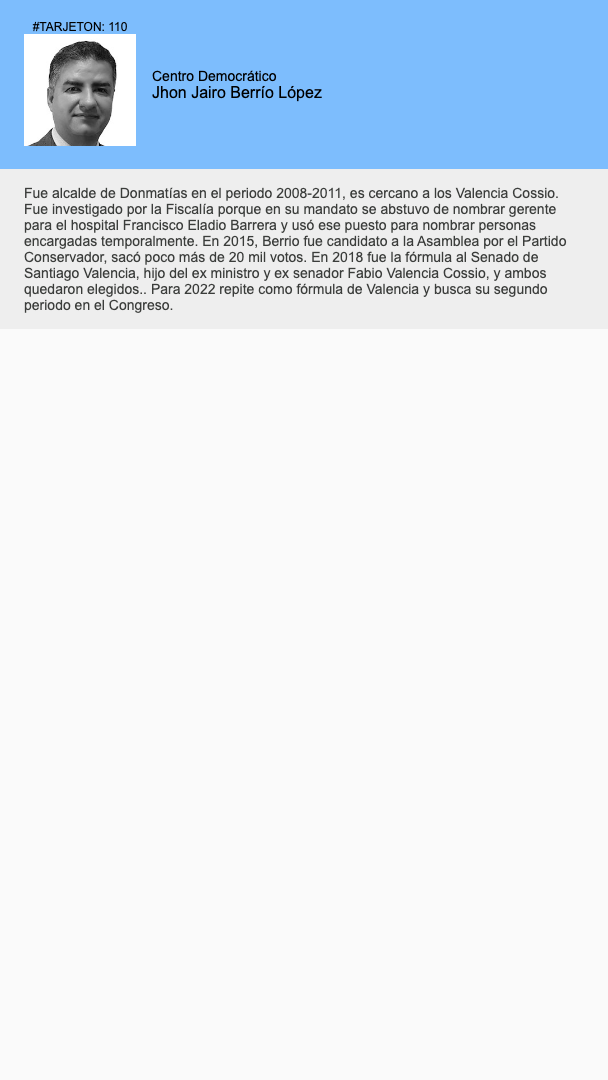 #TARJETON: 110
Centro Democrático
Jhon Jairo Berrío López
Fue alcalde de Donmatías en el periodo 2008-2011, es cercano a los Valencia Cossio.
Fue investigado por la Fiscalía porque en su mandato se abstuvo de nombrar gerente
para el hospital Francisco Eladio Barrera y usó ese puesto para nombrar personas
encargadas temporalmente. En 2015, Berrio fue candidato a la Asamblea por el Partido
Conservador, sacó poco más de 20 mil votos. En 2018 fue la fórmula al Senado de
Santiago Valencia, hijo del ex ministro y ex senador Fabio Valencia Cossio, y ambos
quedaron elegidos.. Para 2022 repite como fórmula de Valencia y busca su segundo
periodo en el Congreso.